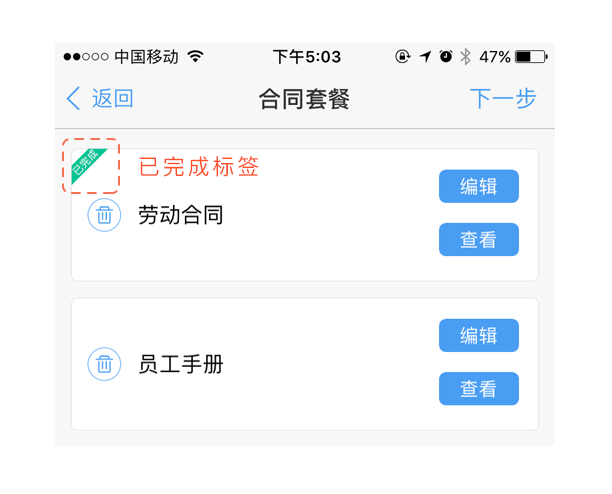 中国移动 下午5:03 47%
返回 合同套餐 下一步
已完成
已完成标签
劳动合同
编辑
查看
员工手册
编辑
查看